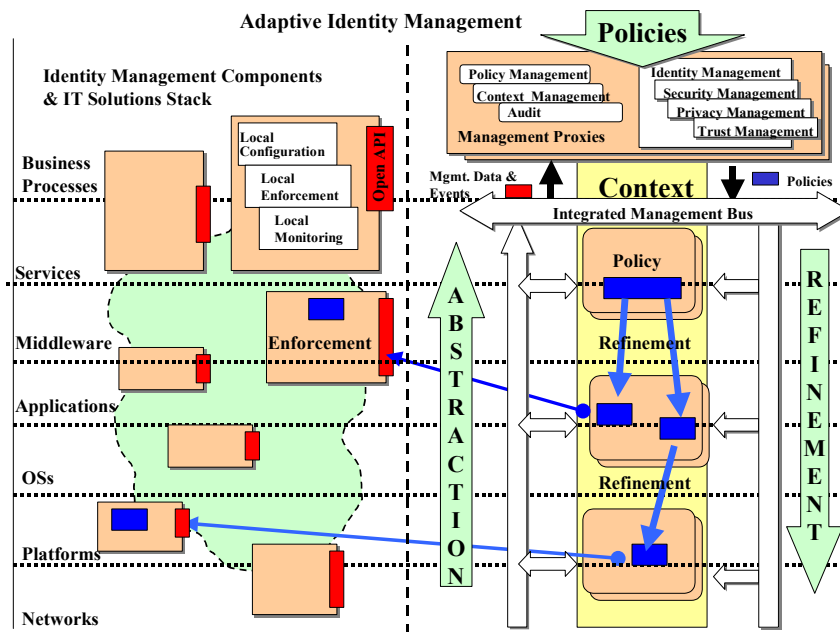 Adaptive Identity Management
Policies
Identity Management Components
& IT Solutions Stack
Policy Management
Context Management
Audit
Management Proxies
Identity Management
Security Management
Privacy Management
Trust Management
Local
Configuration
Local
Enforcement
Local
Monitoring
Open API
Business
Processes
Mgmt. Data &
Events
Context
Policies
Integrated Management Bus
Services
Policy
Middleware
Enforcement
Refinement
Applications
OSs
Refinement
Platforms
Networks
ABSTRACTION
REFINEMENT